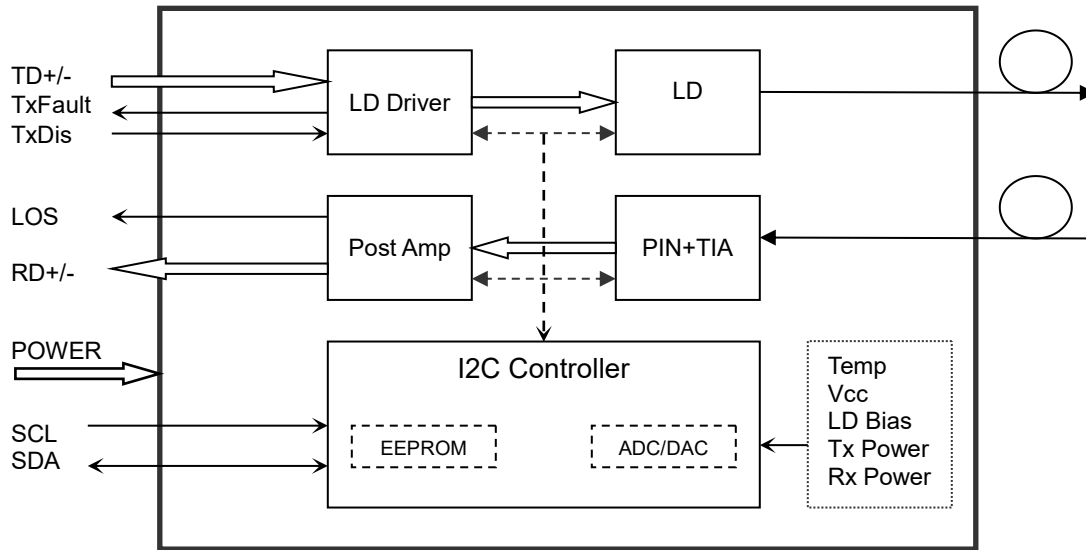 TD+/-
TxFault
TxDis
LD Driver
LD
LOS
RD+/-
Post Amp
PIN+TIA
POWER
SCL
SDA
I2C Controller
EEPROM
ADC/DAC
Temp
Vcc
LD Bias
Tx Power
Rx Power